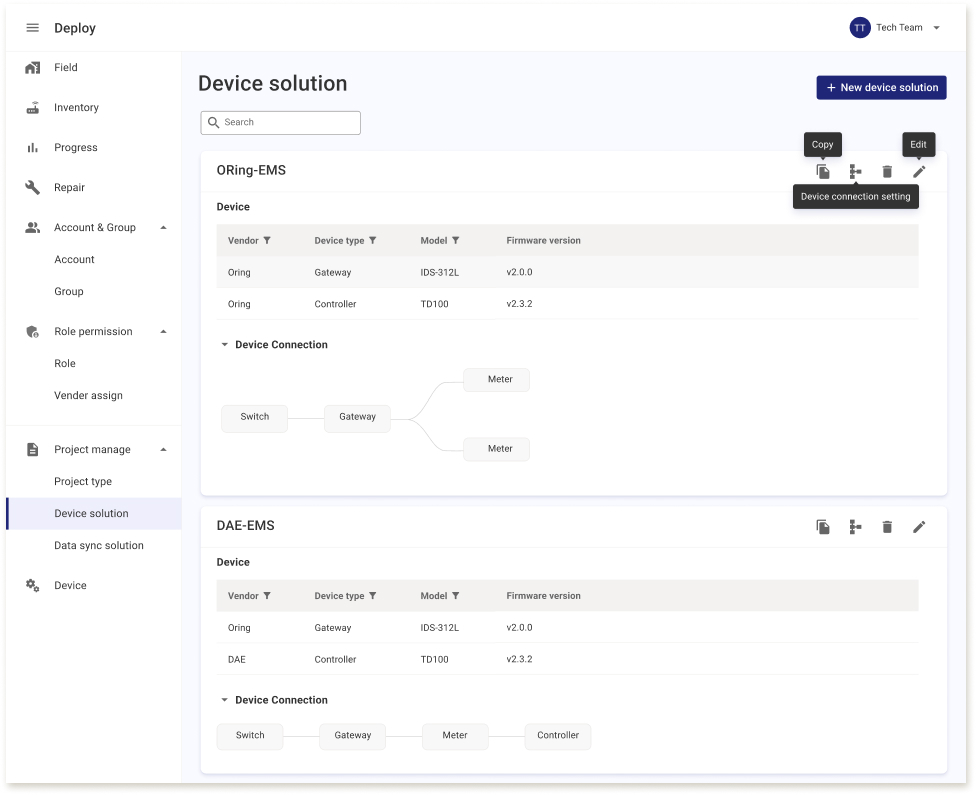 Deploy
TT Tech Team
Field
Inventory
Progress
Repair
Account & Group
Account
Group
Role permission
Role
Vender assign
Project manage
Project type
Device solution
Data sync solution
Device
Device solution
+ New device solution
Search
Copy
Edit
ORing-EMS
Device connection setting
Device
Vendor Device type Model Firmware version
Oring Gateway IDS-312L v2.0.0
Oring Controller TD100 v2.3.2
Device Connection
Meter
Switch Gateway
Meter
DAE-EMS
Device
Vendor Device type Model Firmware version
Oring Gateway IDS-312L v2.0.0
DAE Controller TD100 v2.3.2
Device Connection
Switch Gateway Meter Controller